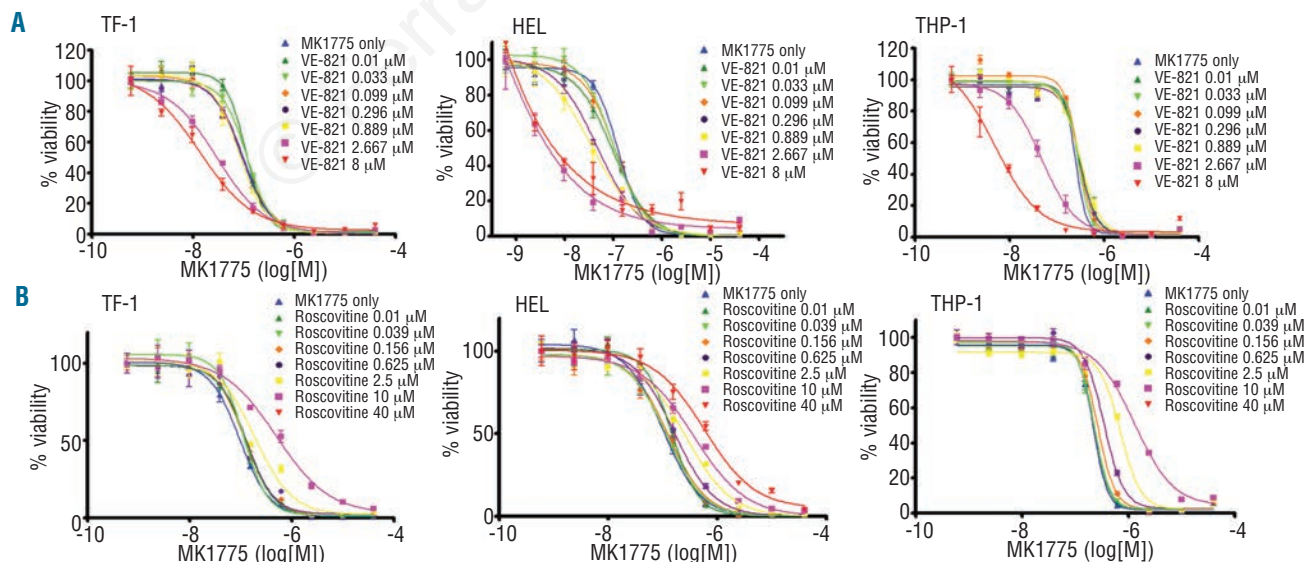 A
TF-1
120
100
80
60
40
20
0
-10
-8
-6
-4
% viability
MK1775 (log[M])
MK1775 only
VE-821 0.01 µM
VE-821 0.033 µM
VE-821 0.099 µM
VE-821 0.296 µM
VE-821 0.889 µM
VE-821 2.667 µM
VE-821 8 µM
HEL
100
80
60
40
20
0
-9
-8
-7
-6
-5
-4
% viability
MK1775 (log[M])
MK1775 only
VE-821 0.01 µM
VE-821 0.033 µM
VE-821 0.099 µM
VE-821 0.296 µM
VE-821 0.889 µM
VE-821 2.667 µM
VE-821 8 µM
THP-1
120
100
80
60
40
20
0
-10
-8
-6
-4
% viability
MK1775 (log[M])
MK1775 only
VE-821 0.01 µM
VE-821 0.033 µM
VE-821 0.099 µM
VE-821 0.296 µM
VE-821 0.889 µM
VE-821 2.667 µM
VE-821 8 µM
B
TF-1
100
50
0
-10
-8
-6
-4
% viability
MK1775 (log[M])
MK1775 only
Roscovitine 0.01 µM
Roscovitine 0.039 µM
Roscovitine 0.156 µM
Roscovitine 0.625 µM
Roscovitine 2.5 µM
Roscovitine 10 µM
Roscovitine 40 µM
HEL
100
50
0
-10
-8
-6
-4
% viability
MK1775 (log[M])
MK1775 only
Roscovitine 0.01 µM
Roscovitine 0.039 µM
Roscovitine 0.156 µM
Roscovitine 0.625 µM
Roscovitine 2.5 µM
Roscovitine 10 µM
Roscovitine 40 µM
THP-1
100
80
60
40
20
0
-10
-8
-6
-4
% viability
MK1775 (log[M])
MK1775 only
Roscovitine 0.01 µM
Roscovitine 0.039 µM
Roscovitine 0.156 µM
Roscovitine 0.625 µM
Roscovitine 2.5 µM
Roscovitine 10 µM
Roscovitine 40 µM